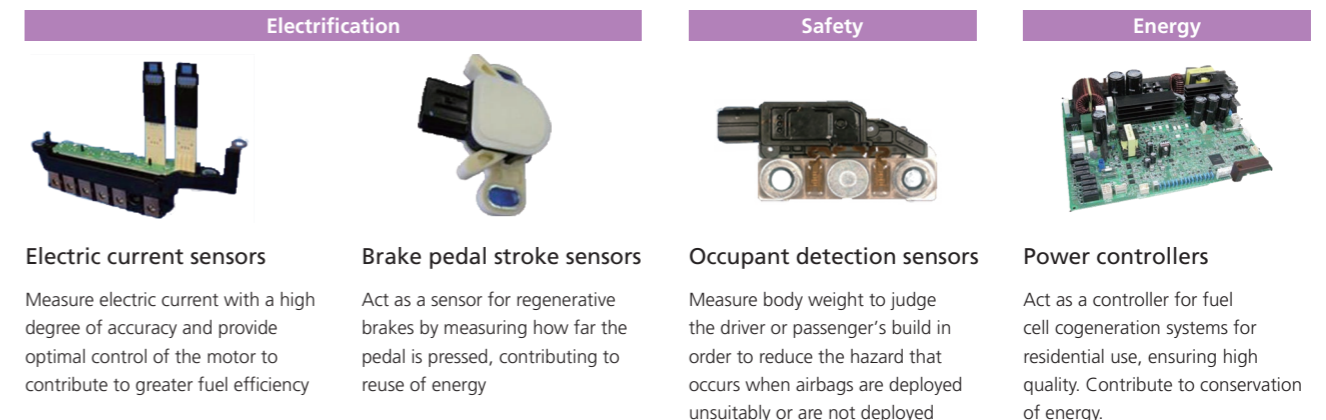 Electrification
Electric current sensors
Measure electric current with a high
degree of accuracy and provide
optimal control of the motor to
contribute to greater fuel efficiency
Brake pedal stroke sensors
Act as a sensor for regenerative
brakes by measuring how far the
pedal is pressed, contributing to
reuse of energy
Safety
Occupant detection sensors
Measure body weight to judge
the driver or passenger’s build in
order to reduce the hazard that
occurs when airbags are deployed
unsuitably or are not deployed
Energy
Power controllers
Act as a controller for fuel
cell cogeneration systems for
residential use, ensuring high
quality. Contribute to conservation
of energy.